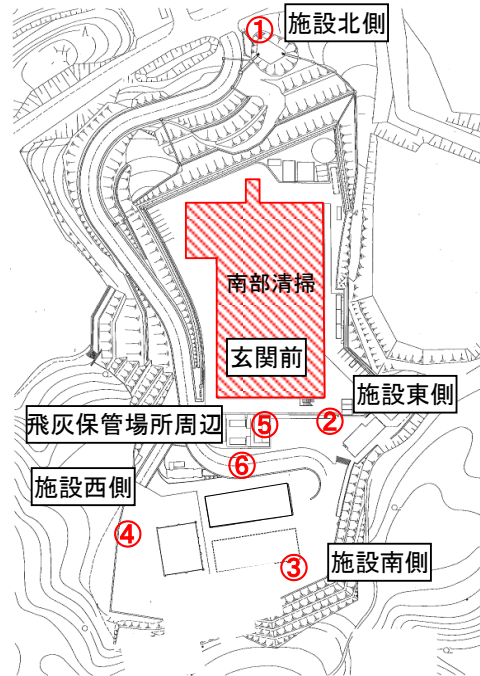 ① 施設北側
南部清掃
玄関前
施設東側
②
飛灰保管場所周辺
⑤
⑥
施設西側
④
施設南側
③